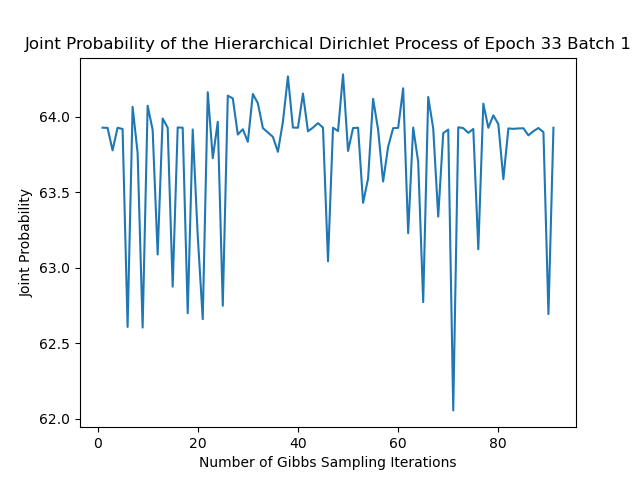 Joint Probability of the Hierarchical Dirichlet Process of Epoch 33 Batch 1
64.0
63.5
63.0
62.5
62.0
Joint Probability
0 20 40 60 80
Number of Gibbs Sampling Iterations